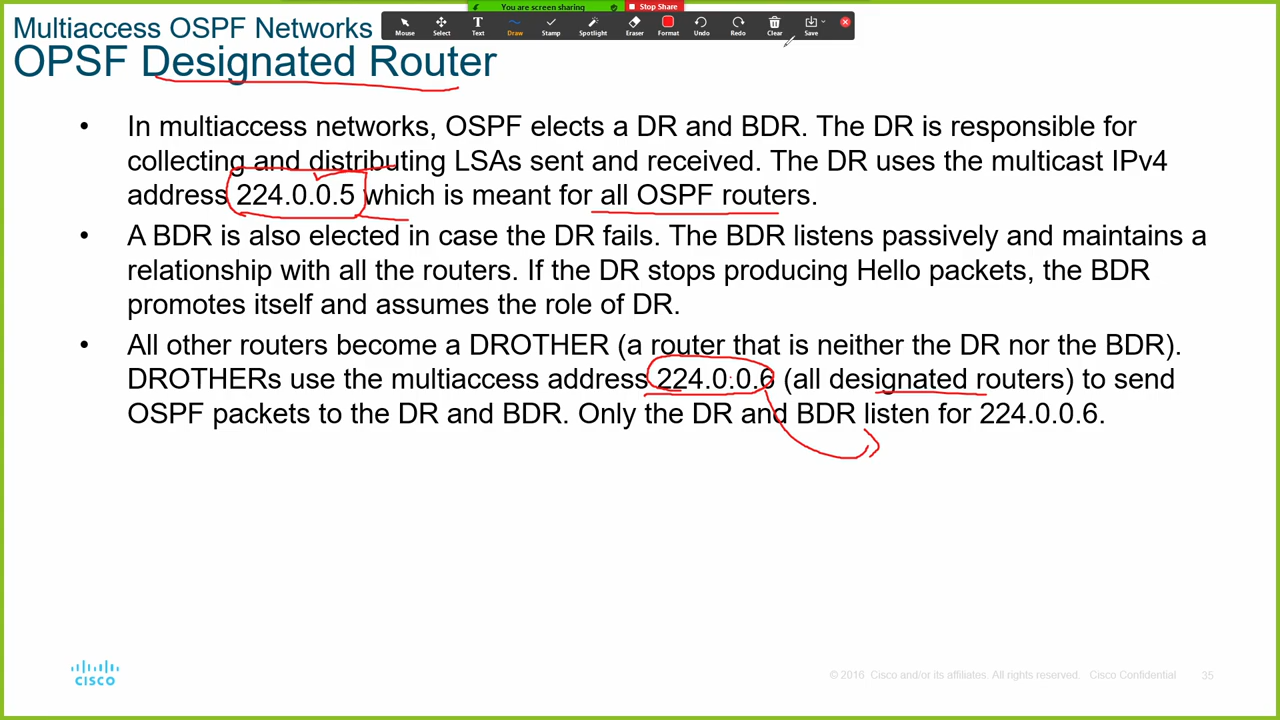 You are screen sharing
Stop Share
Multiaccess OSPF Networks
Mouse Select Text Draw Stamp Spotlight Eraser Format Undo Redo Clear Save
OPSF Designated Router
• In multiaccess networks, OSPF elects a DR and BDR. The DR is responsible for
collecting and distributing LSAs sent and received. The DR uses the multicast IPv4
address 224.0.0.5 which is meant for all OSPF routers.
• A BDR is also elected in case the DR fails. The BDR listens passively and maintains a
relationship with all the routers. If the DR stops producing Hello packets, the BDR
promotes itself and assumes the role of DR.
• All other routers become a DROTHER (a router that is neither the DR nor the BDR).
DROTHERs use the multiaccess address 224.0.0.6 (all designated routers) to send
OSPF packets to the DR and BDR. Only the DR and BDR listen for 224.0.0.6.
CISCO
© 2016 Cisco and/or its affiliates. All rights reserved. Cisco Confidential 35